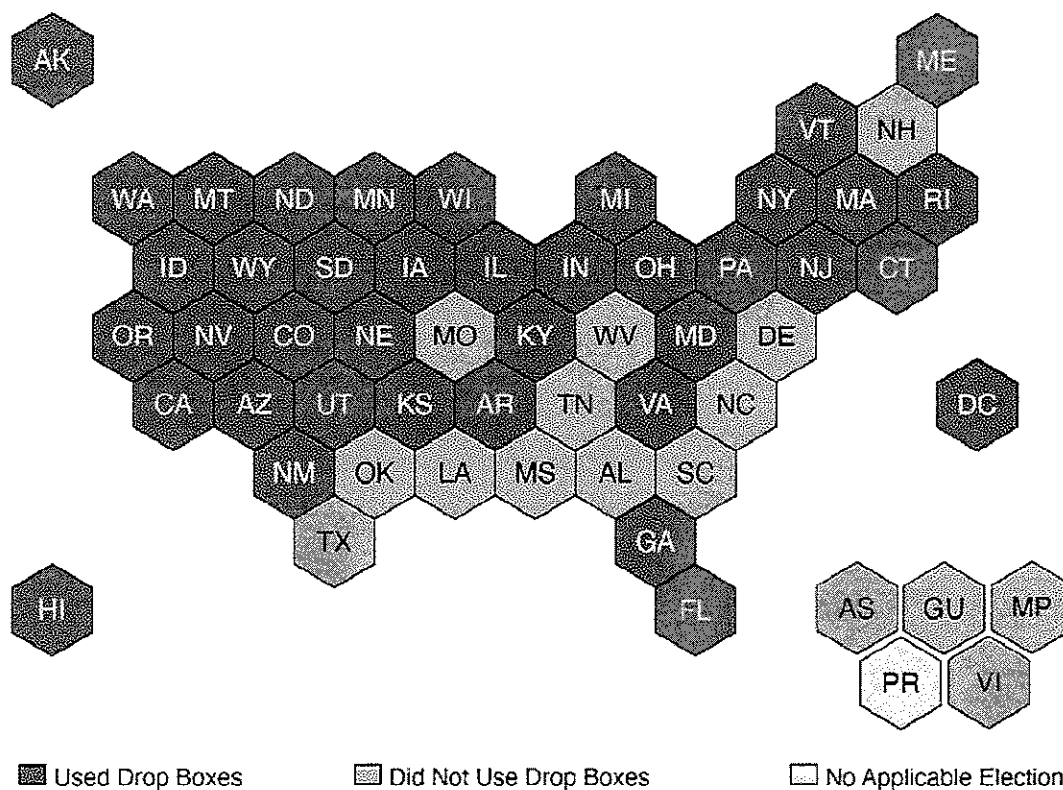 AK ME
VT NH
WA MT ND MN WI MI NY MA RI
ID WY SD IA IL IN OH PA NJ CT
OR NV CO NE MO KY WV MD DE
CA AZ UT KS AR TN VA NC DC
NM OK LA MS AL SC
TX GA
HI FL AS GU MP
PR VI
Used Drop Boxes Did Not Use Drop Boxes No Applicable Election